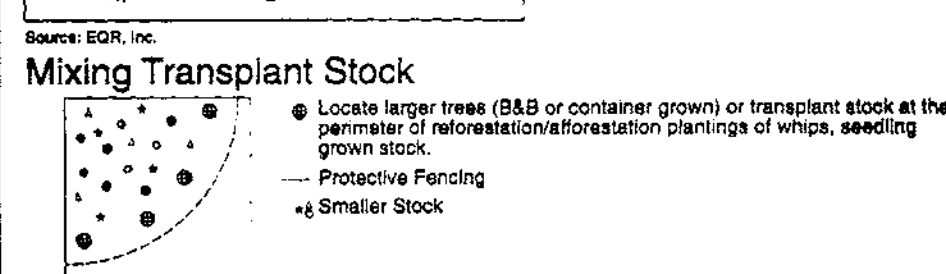 Source: EQR, Inc.
Mixing Transplant Stock
Locate larger trees (B&B or container grown) or transplant stock at the
perimeter of reforestation/afforestation plantings of whips, seedling
grown stock.
Protective Fencing
Smaller Stock